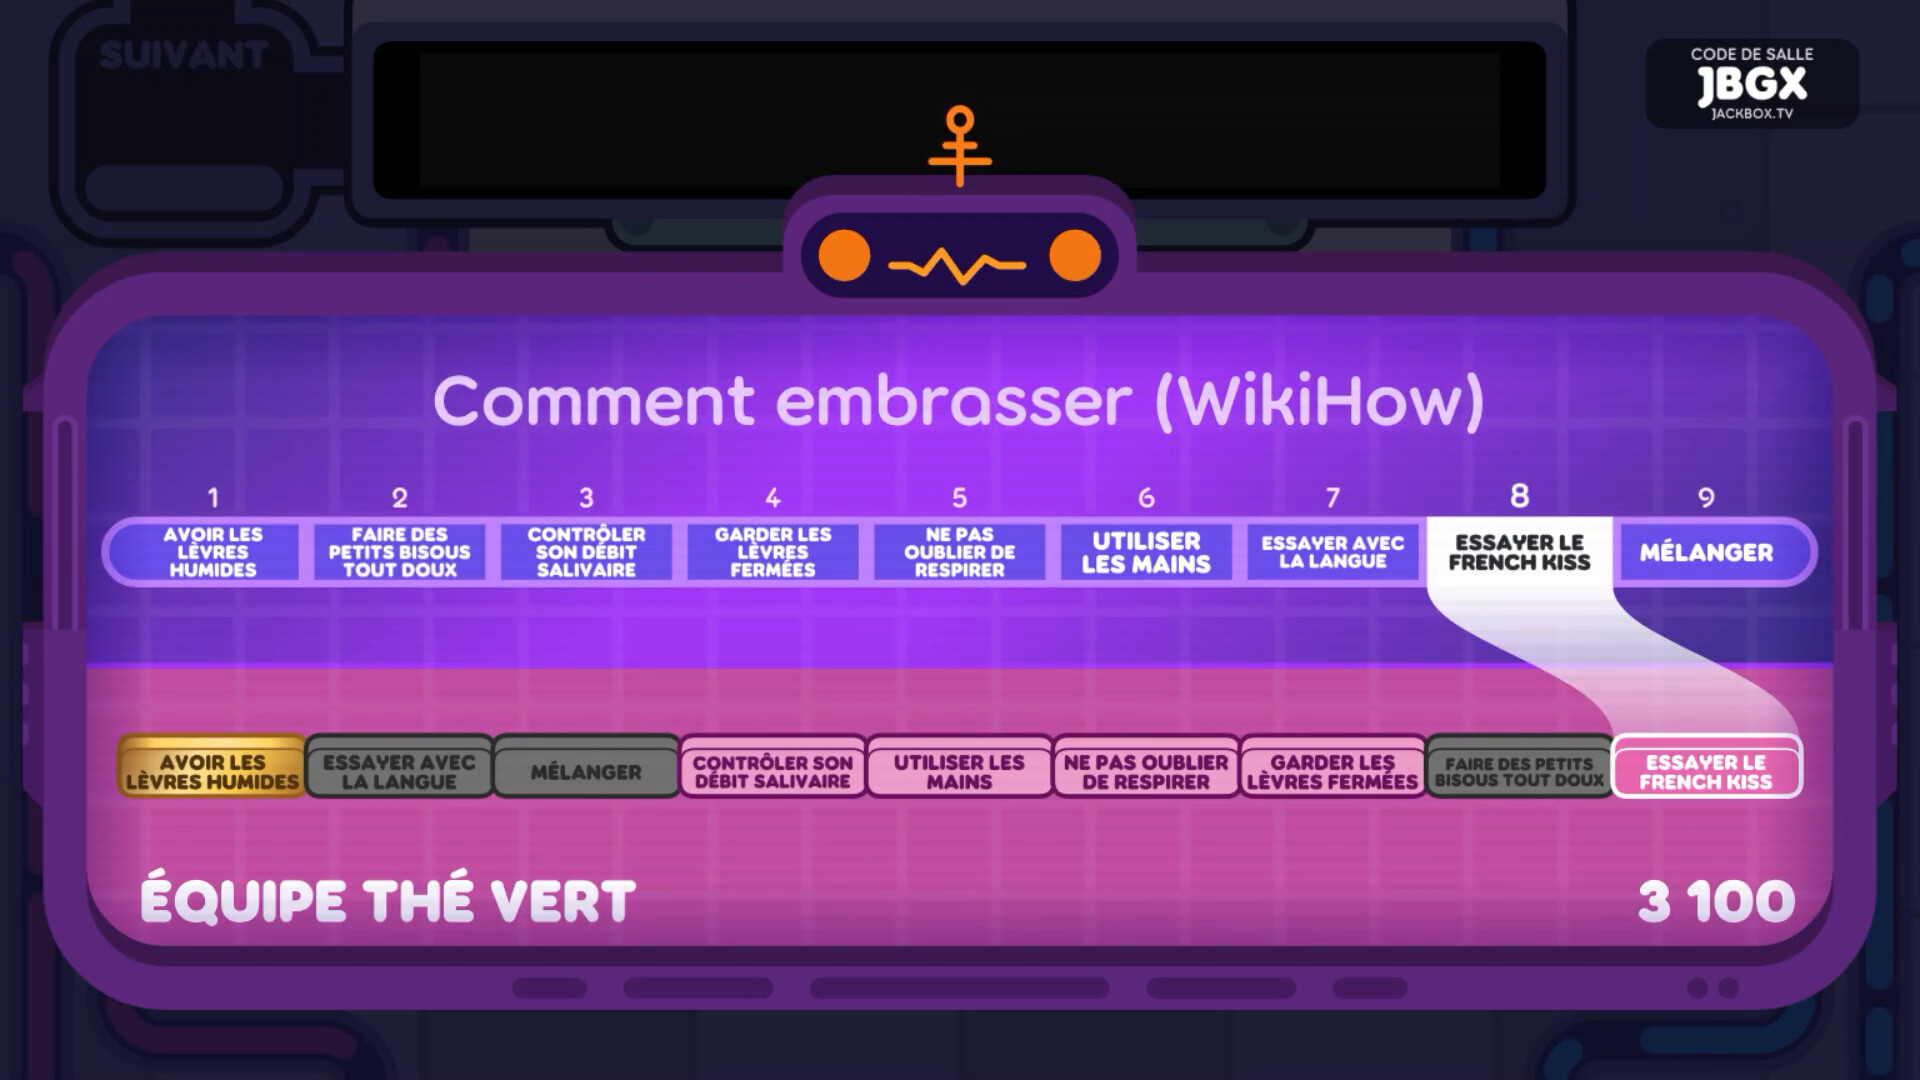 SUIVANT
CODE DE SALLE
JBGX
JACKBOX.TV
Comment embrasser (WikiHow)
1 2 3 4 5 6 7 8 9
AVOIR LES
LÈVRES
HUMIDES
FAIRE DES
PETITS BISOUS
TOUT DOUX
CONTRÔLER
SON DÉBIT
SALIVAIRE
GARDER LES
LÈVRES
FERMÉES
NE PAS
OUBLIER DE
RESPIRER
UTILISER
LES MAINS
ESSAYER AVEC
LA LANGUE
ESSAYER LE
FRENCH KISS
MÉLANGER
AVOIR LES
LÈVRES HUMIDES
ESSAYER AVEC
LA LANGUE
MÉLANGER
CONTRÔLER SON
DÉBIT SALIVAIRE
UTILISER LES
MAINS
NE PAS OUBLIER
DE RESPIRER
GARDER LES
LÈVRES FERMÉES
FAIRE DES PETITS
BISOUS TOUT DOUX
ESSAYER LE
FRENCH KISS
ÉQUIPE THÉ VERT
3 100